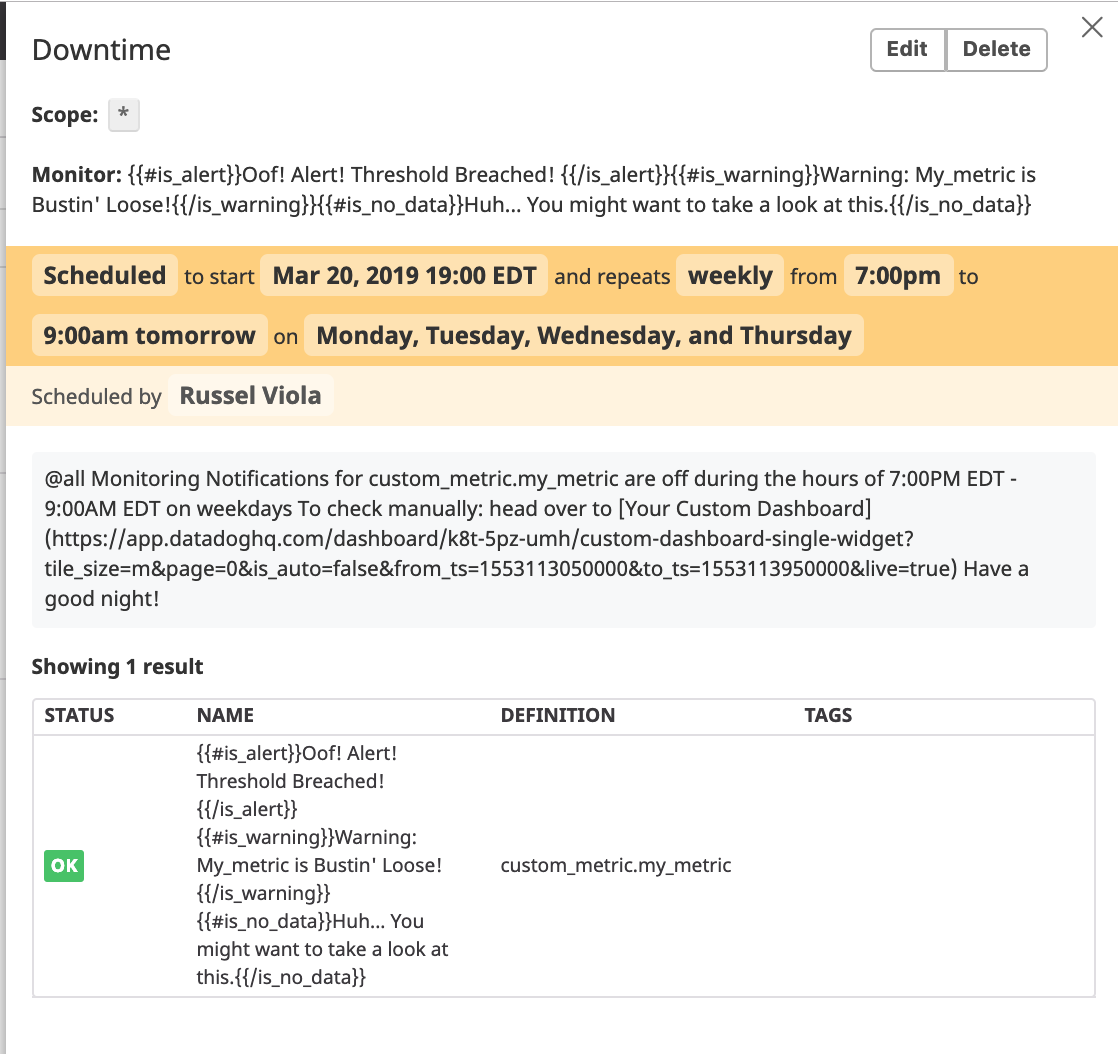 Downtime
Edit Delete
Scope: *
Monitor: {{#is_alert}}Oof! Alert! Threshold Breached! {{/is_alert}}{{#is_warning}}Warning: My_metric is
Bustin' Loose!{{/is_warning}}{{#is_no_data}}Huh... You might want to take a look at this.{{/is_no_data}}
Scheduled to start Mar 20, 2019 19:00 EDT and repeats weekly from 7:00pm to
9:00am tomorrow on Monday, Tuesday, Wednesday, and Thursday
Scheduled by Russel Viola
@all Monitoring Notifications for custom_metric.my_metric are off during the hours of 7:00PM EDT -
9:00AM EDT on weekdays To check manually: head over to [Your Custom Dashboard]
(https://app.datadoghq.com/dashboard/k8t-5pz-umh/custom-dashboard-single-widget?
tile_size=m&page=0&is_auto=false&from_ts=1553113050000&to_ts=1553113950000&live=true) Have a
good night!
Showing 1 result
STATUS NAME DEFINITION TAGS
{{#is_alert}}Oof! Alert!
Threshold Breached!
{{/is_alert}}
{{#is_warning}}Warning:
OK My_metric is Bustin' Loose! custom_metric.my_metric
{{/is_warning}}
{{#is_no_data}}Huh... You
might want to take a look at
this.{{/is_no_data}}